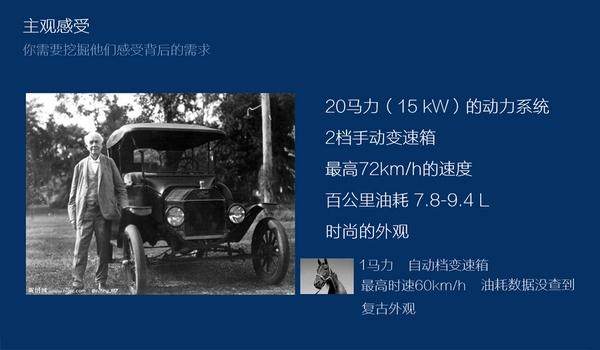 主观感受
你需要挖掘他们感受背后的需求
20马力（15 kW）的动力系统
2档手动变速箱
最高72km/h的速度
百公里油耗 7.8-9.4 L
时尚的外观
1马力 自动档变速箱
最高时速60km/h 油耗数据没查到
复古外观